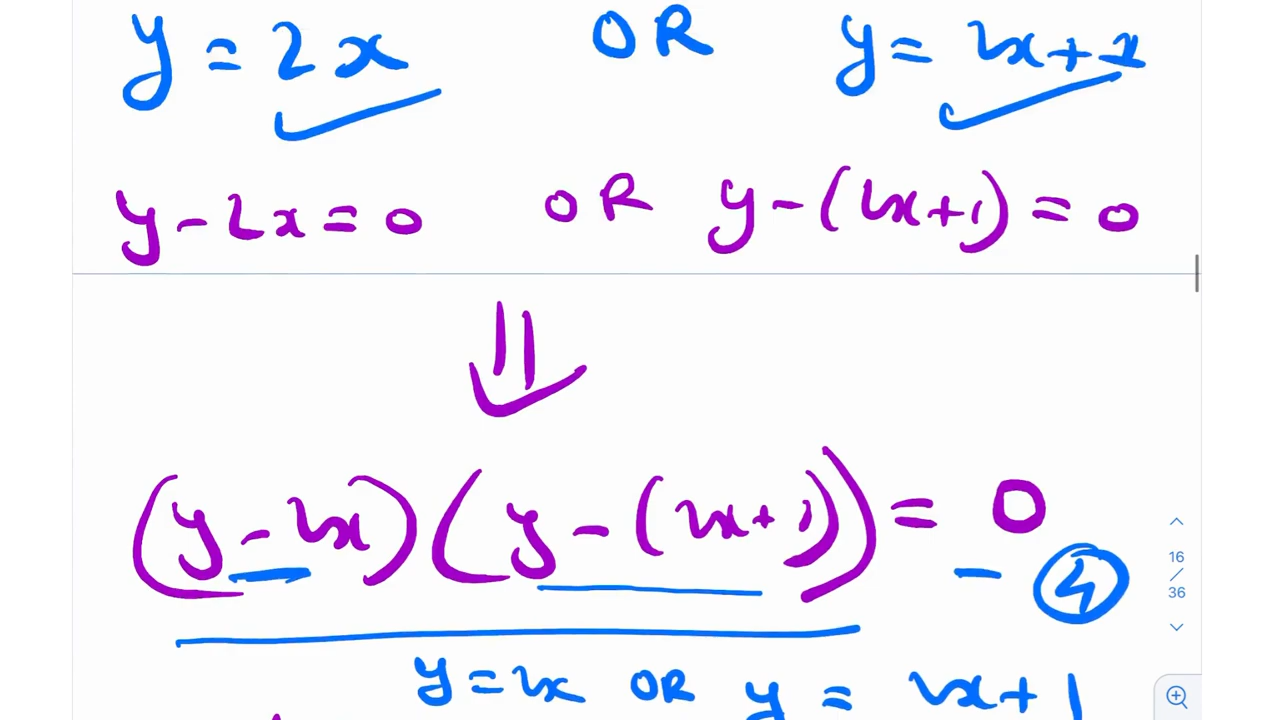 y = 2x OR y = 2x+1
y - 2x = 0 OR y - (2x+1) = 0
⇓
(y - 2x)(y - (2x+1)) = 0
- ④
y = 2x OR y = 2x+1
16
/
36